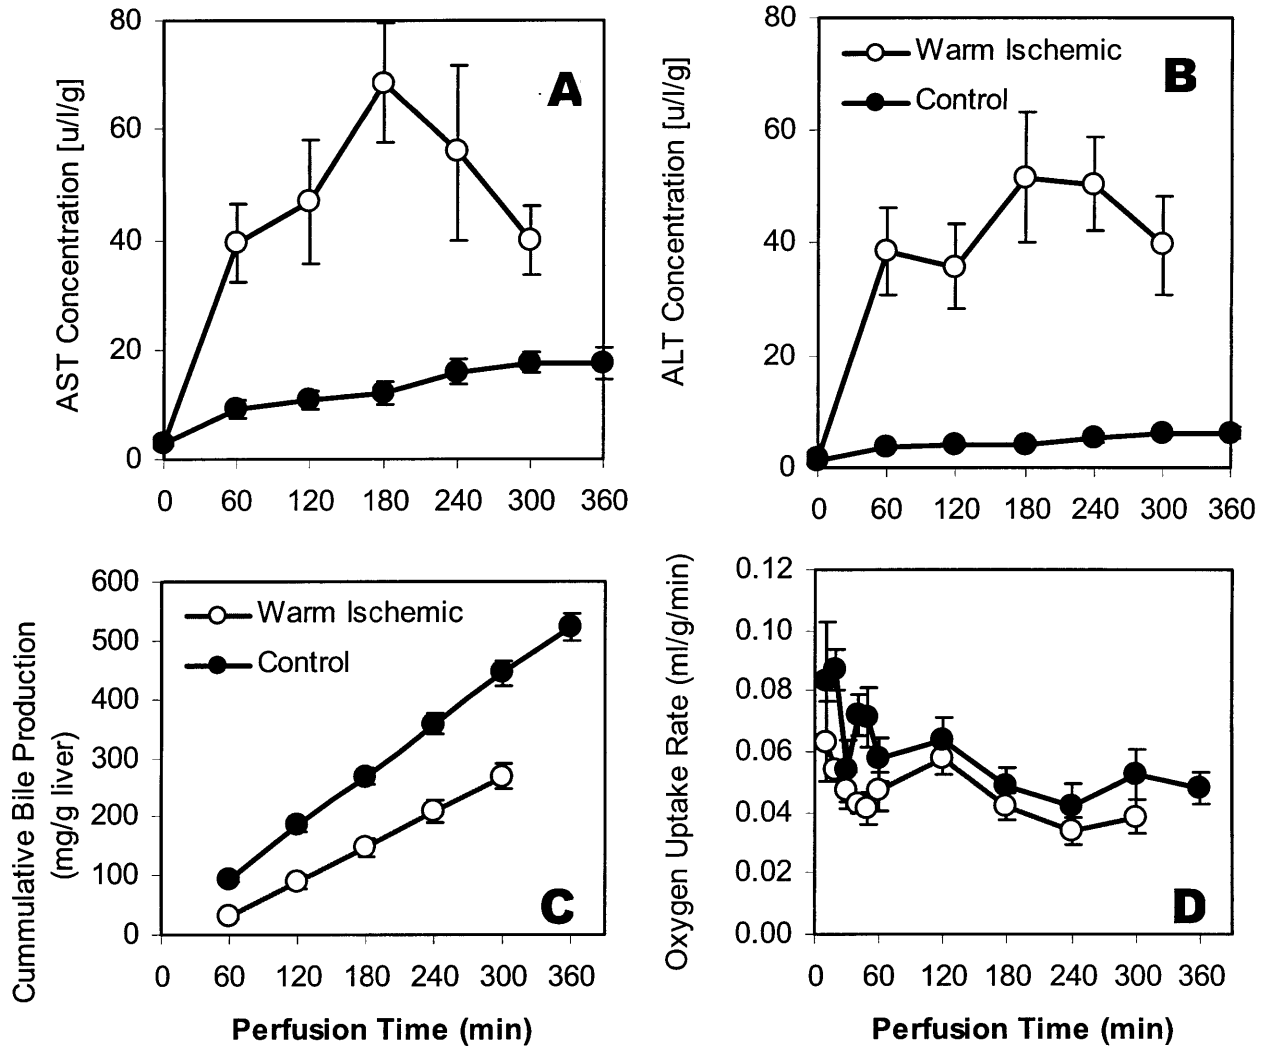 AST Concentration [u/l/g]
80
60
40
20
0
0 60 120 180 240 300 360
A
ALT Concentration [u/l/g]
80
60
40
20
0
0 60 120 180 240 300 360
Warm Ischemic
Control
B
Cummulative Bile Production
(mg/g liver)
600
500
400
300
200
100
0
0 60 120 180 240 300 360
Warm Ischemic
Control
C
Perfusion Time (min)
Oxygen Uptake Rate (ml/g/min)
0.12
0.10
0.08
0.06
0.04
0.02
0.00
0 60 120 180 240 300 360
D
Perfusion Time (min)